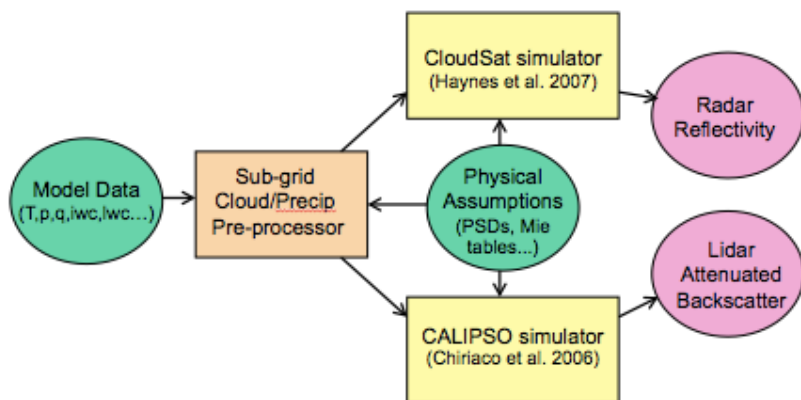 CloudSat simulator
(Haynes et al. 2007)
Radar
Reflectivity
Model Data
(T,p,q,iwc,lwc...)
Sub-grid
Cloud/Precip
Pre-processor
Physical
Assumptions
(PSDs, Mie
tables...)
Lidar
Attenuated
Backscatter
CALIPSO simulator
(Chiriaco et al. 2006)